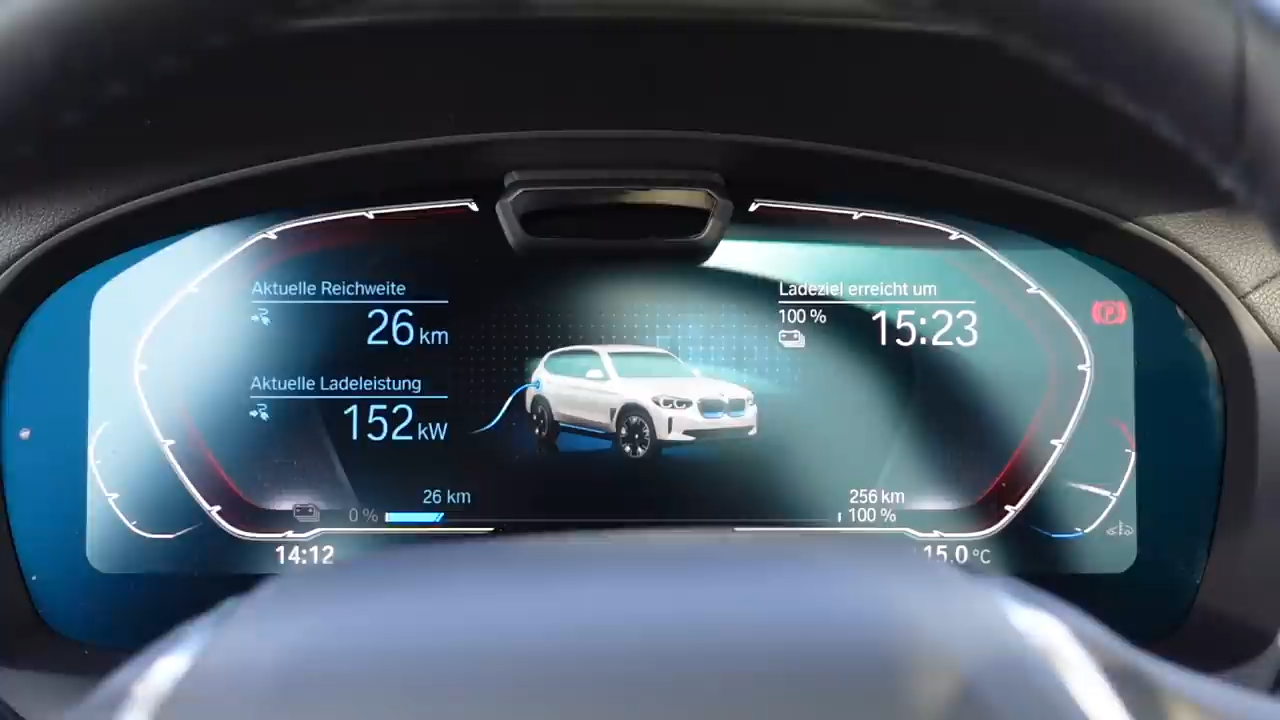 Aktuelle Reichweite
26 km
Aktuelle Ladeleistung
152 kW
Ladeziel erreicht um
100 % 15:23
P
26 km
0 %
256 km
100 %
14:12
15.0 °C